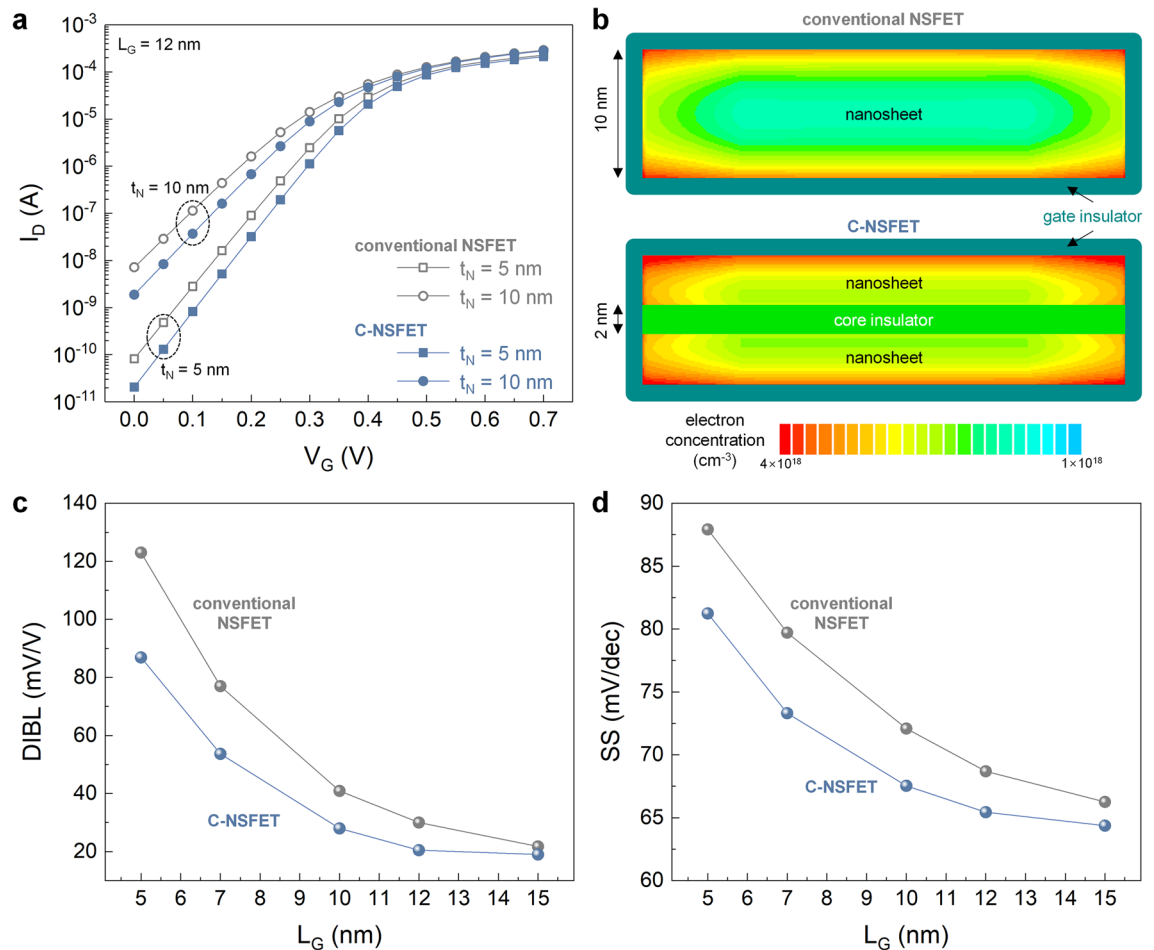 a
L_G = 12 nm
10⁻³
10⁻⁴
10⁻⁵
10⁻⁶
10⁻⁷
10⁻⁸
10⁻⁹
10⁻¹⁰
10⁻¹¹
I_D (A)
t_N = 10 nm
t_N = 5 nm
conventional NSFET
t_N = 5 nm
t_N = 10 nm
C-NSFET
t_N = 5 nm
t_N = 10 nm
0.0 0.1 0.2 0.3 0.4 0.5 0.6 0.7
V_G (V)
b
conventional NSFET
10 nm
nanosheet
gate insulator
C-NSFET
2 nm
nanosheet
core insulator
nanosheet
electron
concentration
(cm⁻³)
4×10¹⁸
1×10¹⁸
c
140
120
100
80
60
40
20
DIBL (mV/V)
conventional
NSFET
C-NSFET
5 6 7 8 9 10 11 12 13 14 15
L_G (nm)
d
90
85
80
75
70
65
60
SS (mV/dec)
conventional
NSFET
C-NSFET
5 6 7 8 9 10 11 12 13 14 15
L_G (nm)